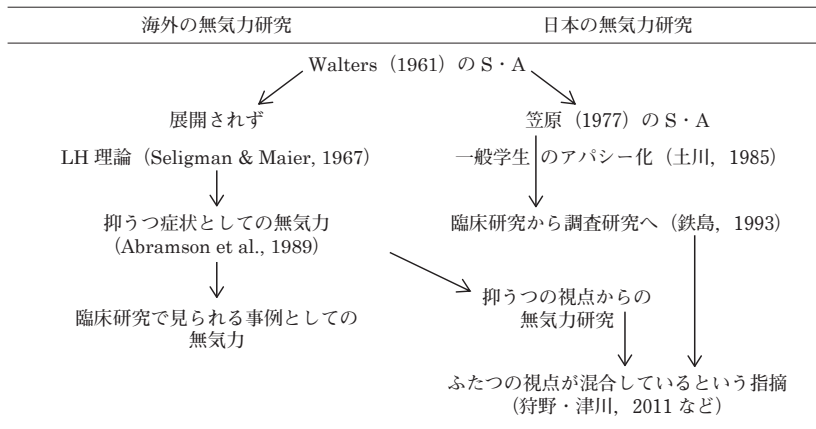 海外の無気力研究 日本の無気力研究
Walters（1961）の S・A
展開されず 笠原（1977）の S・A
LH 理論（Seligman & Maier, 1967） 一般学生 のアパシー化（土川，1985）
抑うつ症状としての無気力 臨床研究から調査研究へ（鉄島，1993）
（Abramson et al., 1989）
抑うつの視点からの
臨床研究で見られる事例としての 無気力研究
無気力
ふたつの視点が混合しているという指摘
（狩野・津川，2011 など）